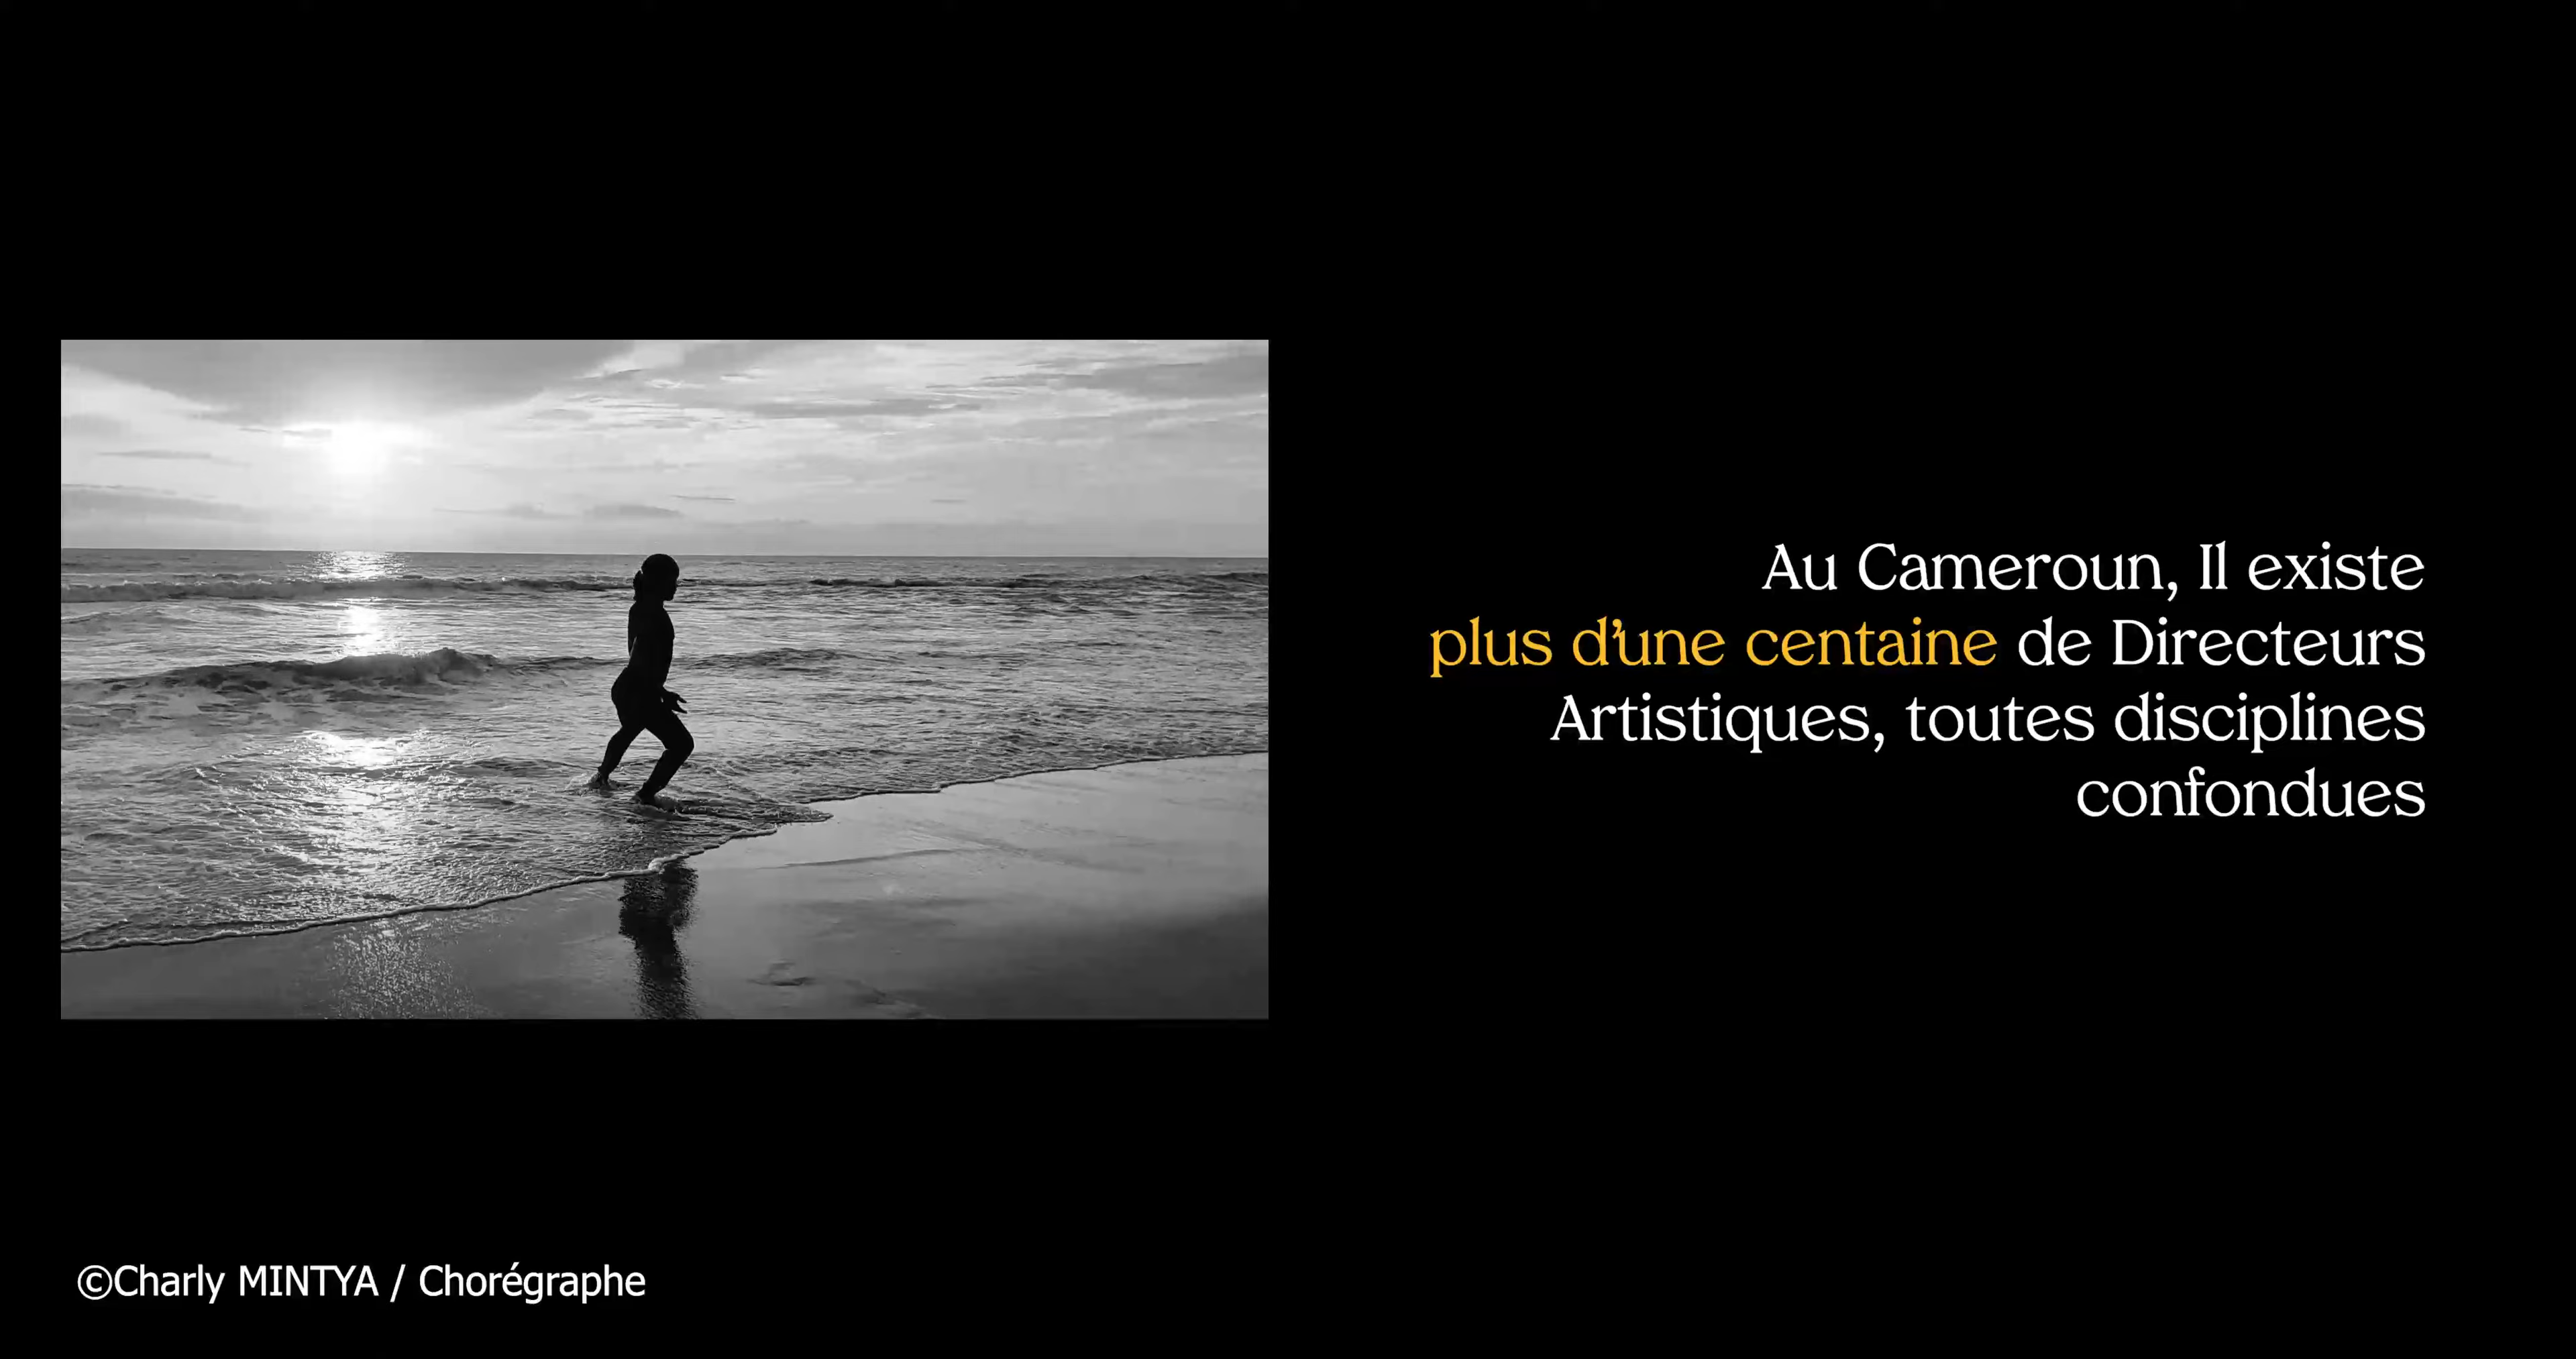 Au Cameroun, Il existe
plus d'une centaine de Directeurs
Artistiques, toutes disciplines
confondues
©Charly MINTYA / Chorégraphe